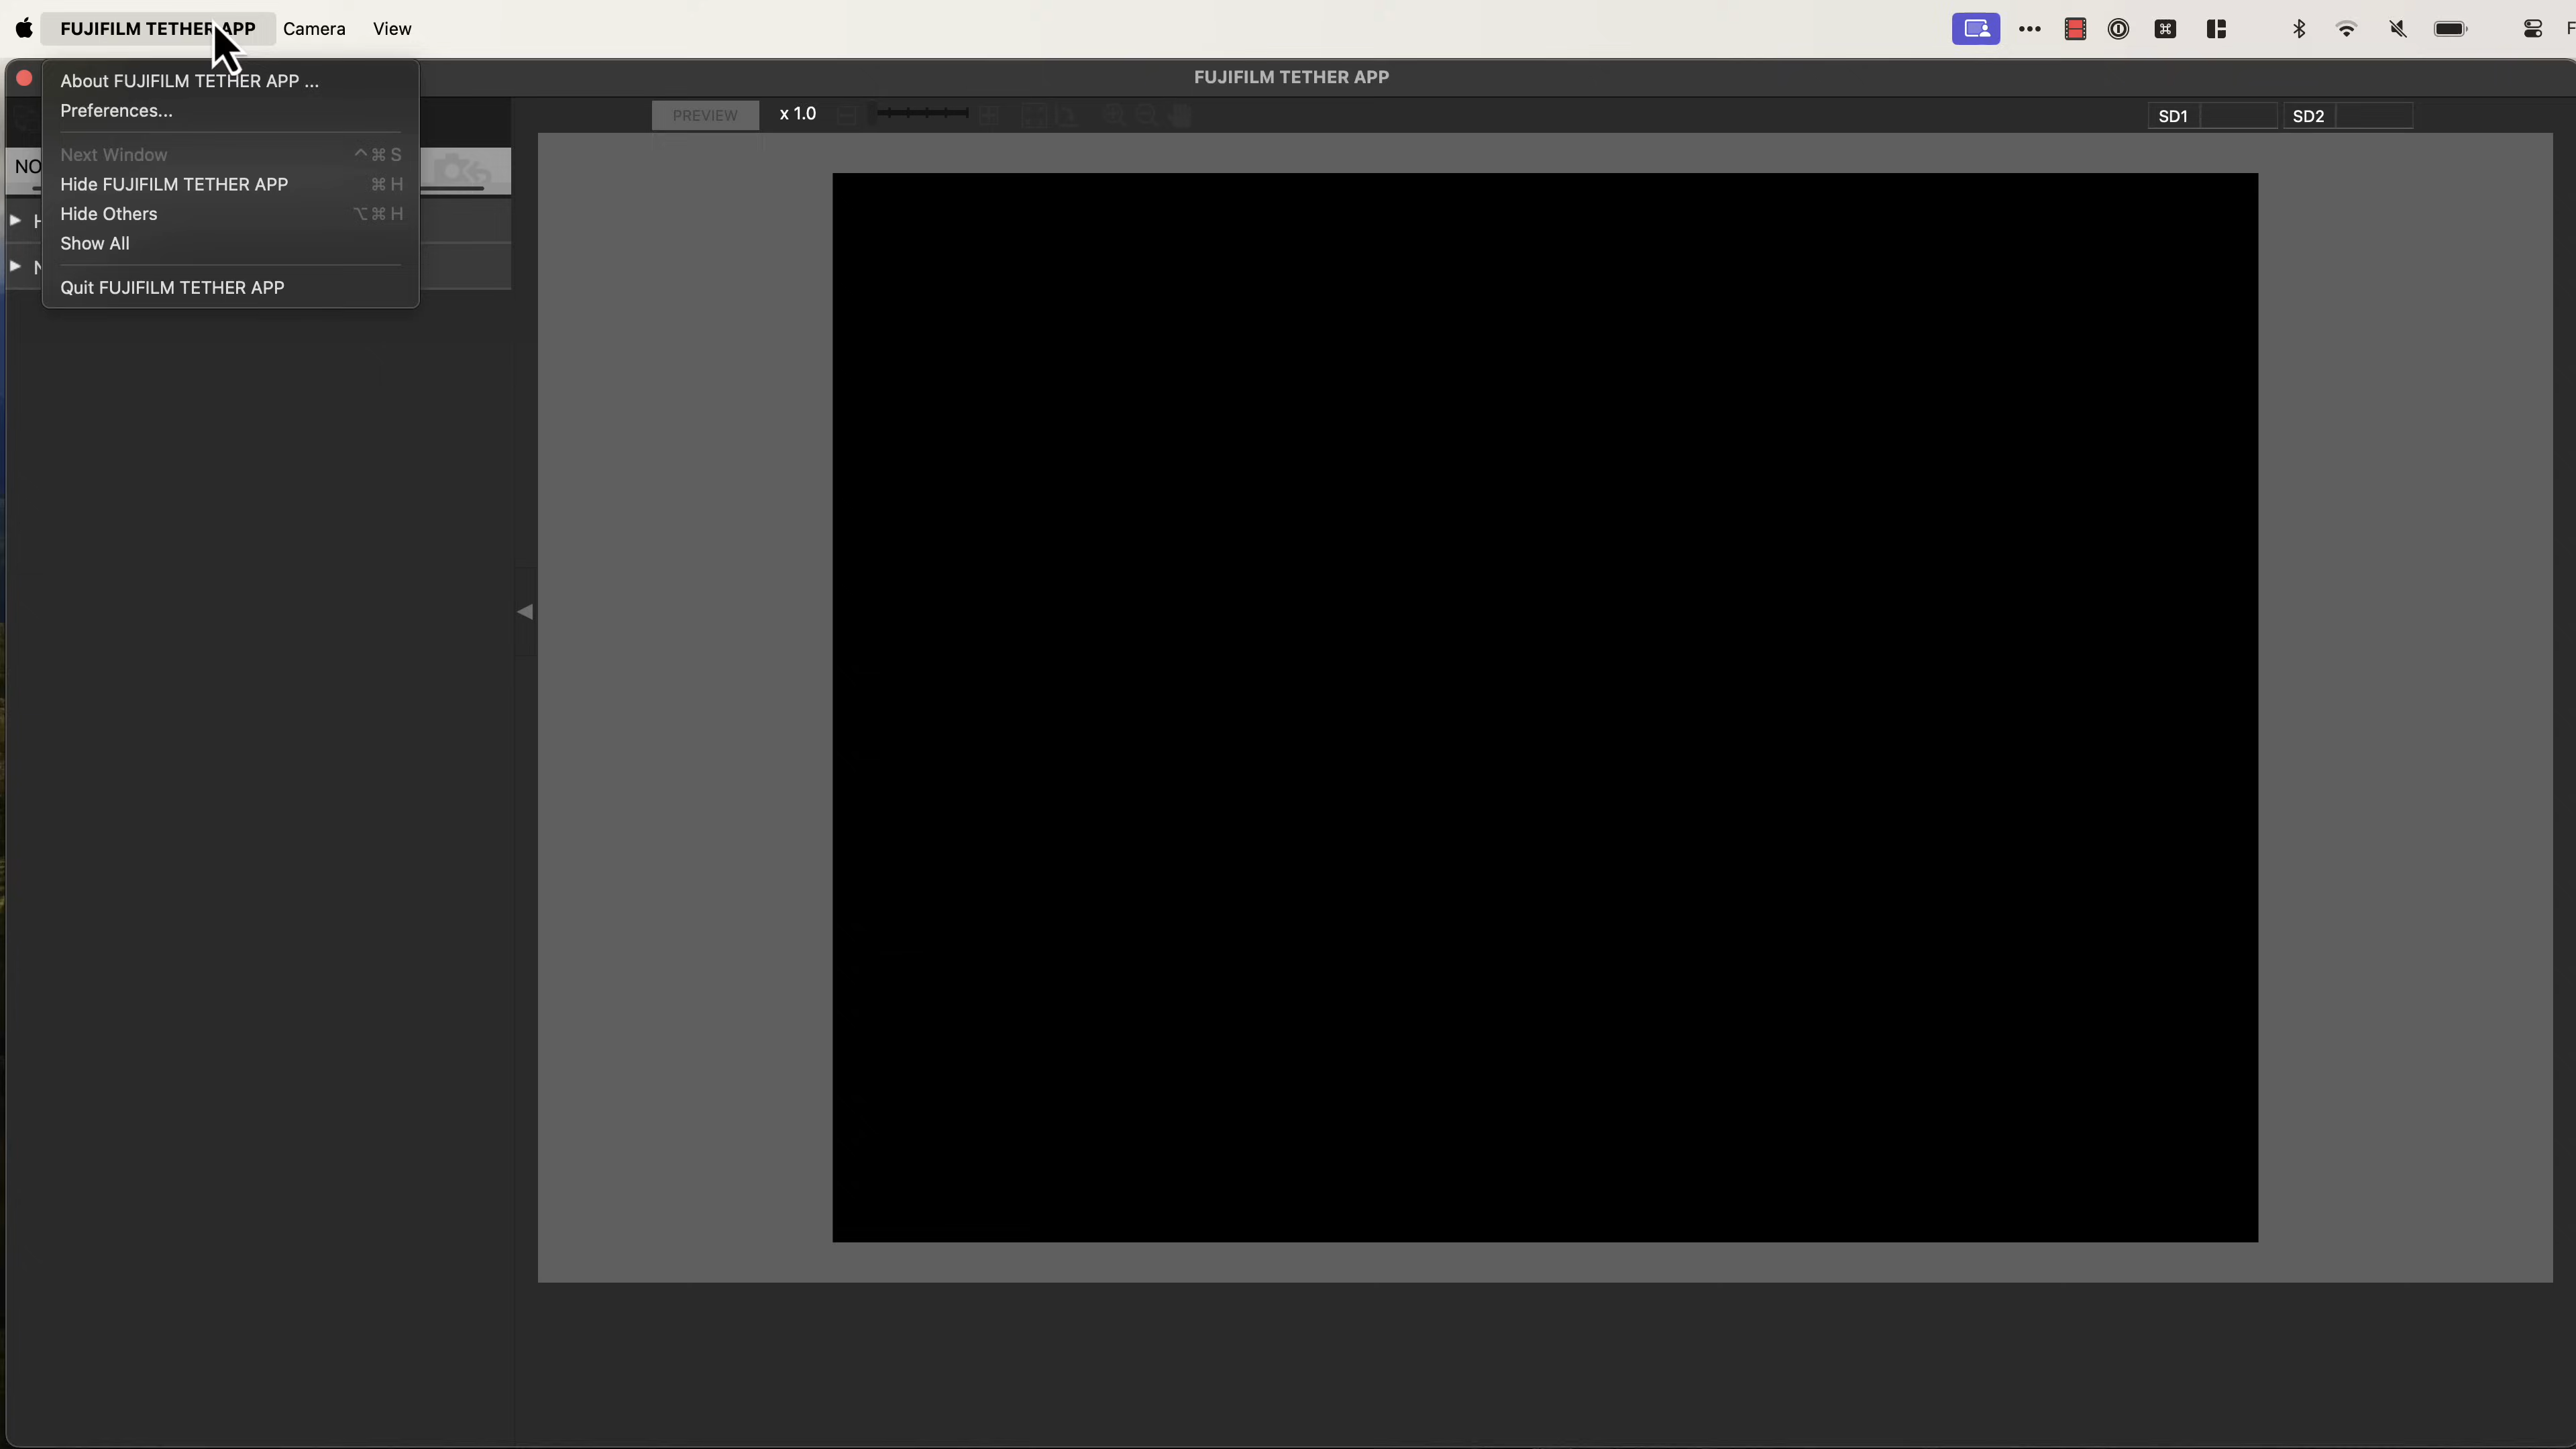 FUJIFILM TETHER APP Camera View
FUJIFILM TETHER APP
About FUJIFILM TETHER APP ...
Preferences...
Next Window ^⌘S
Hide FUJIFILM TETHER APP ⌘H
Hide Others ⌥⌘H
Show All
Quit FUJIFILM TETHER APP
NO
PREVIEW x 1.0 SD1 SD2